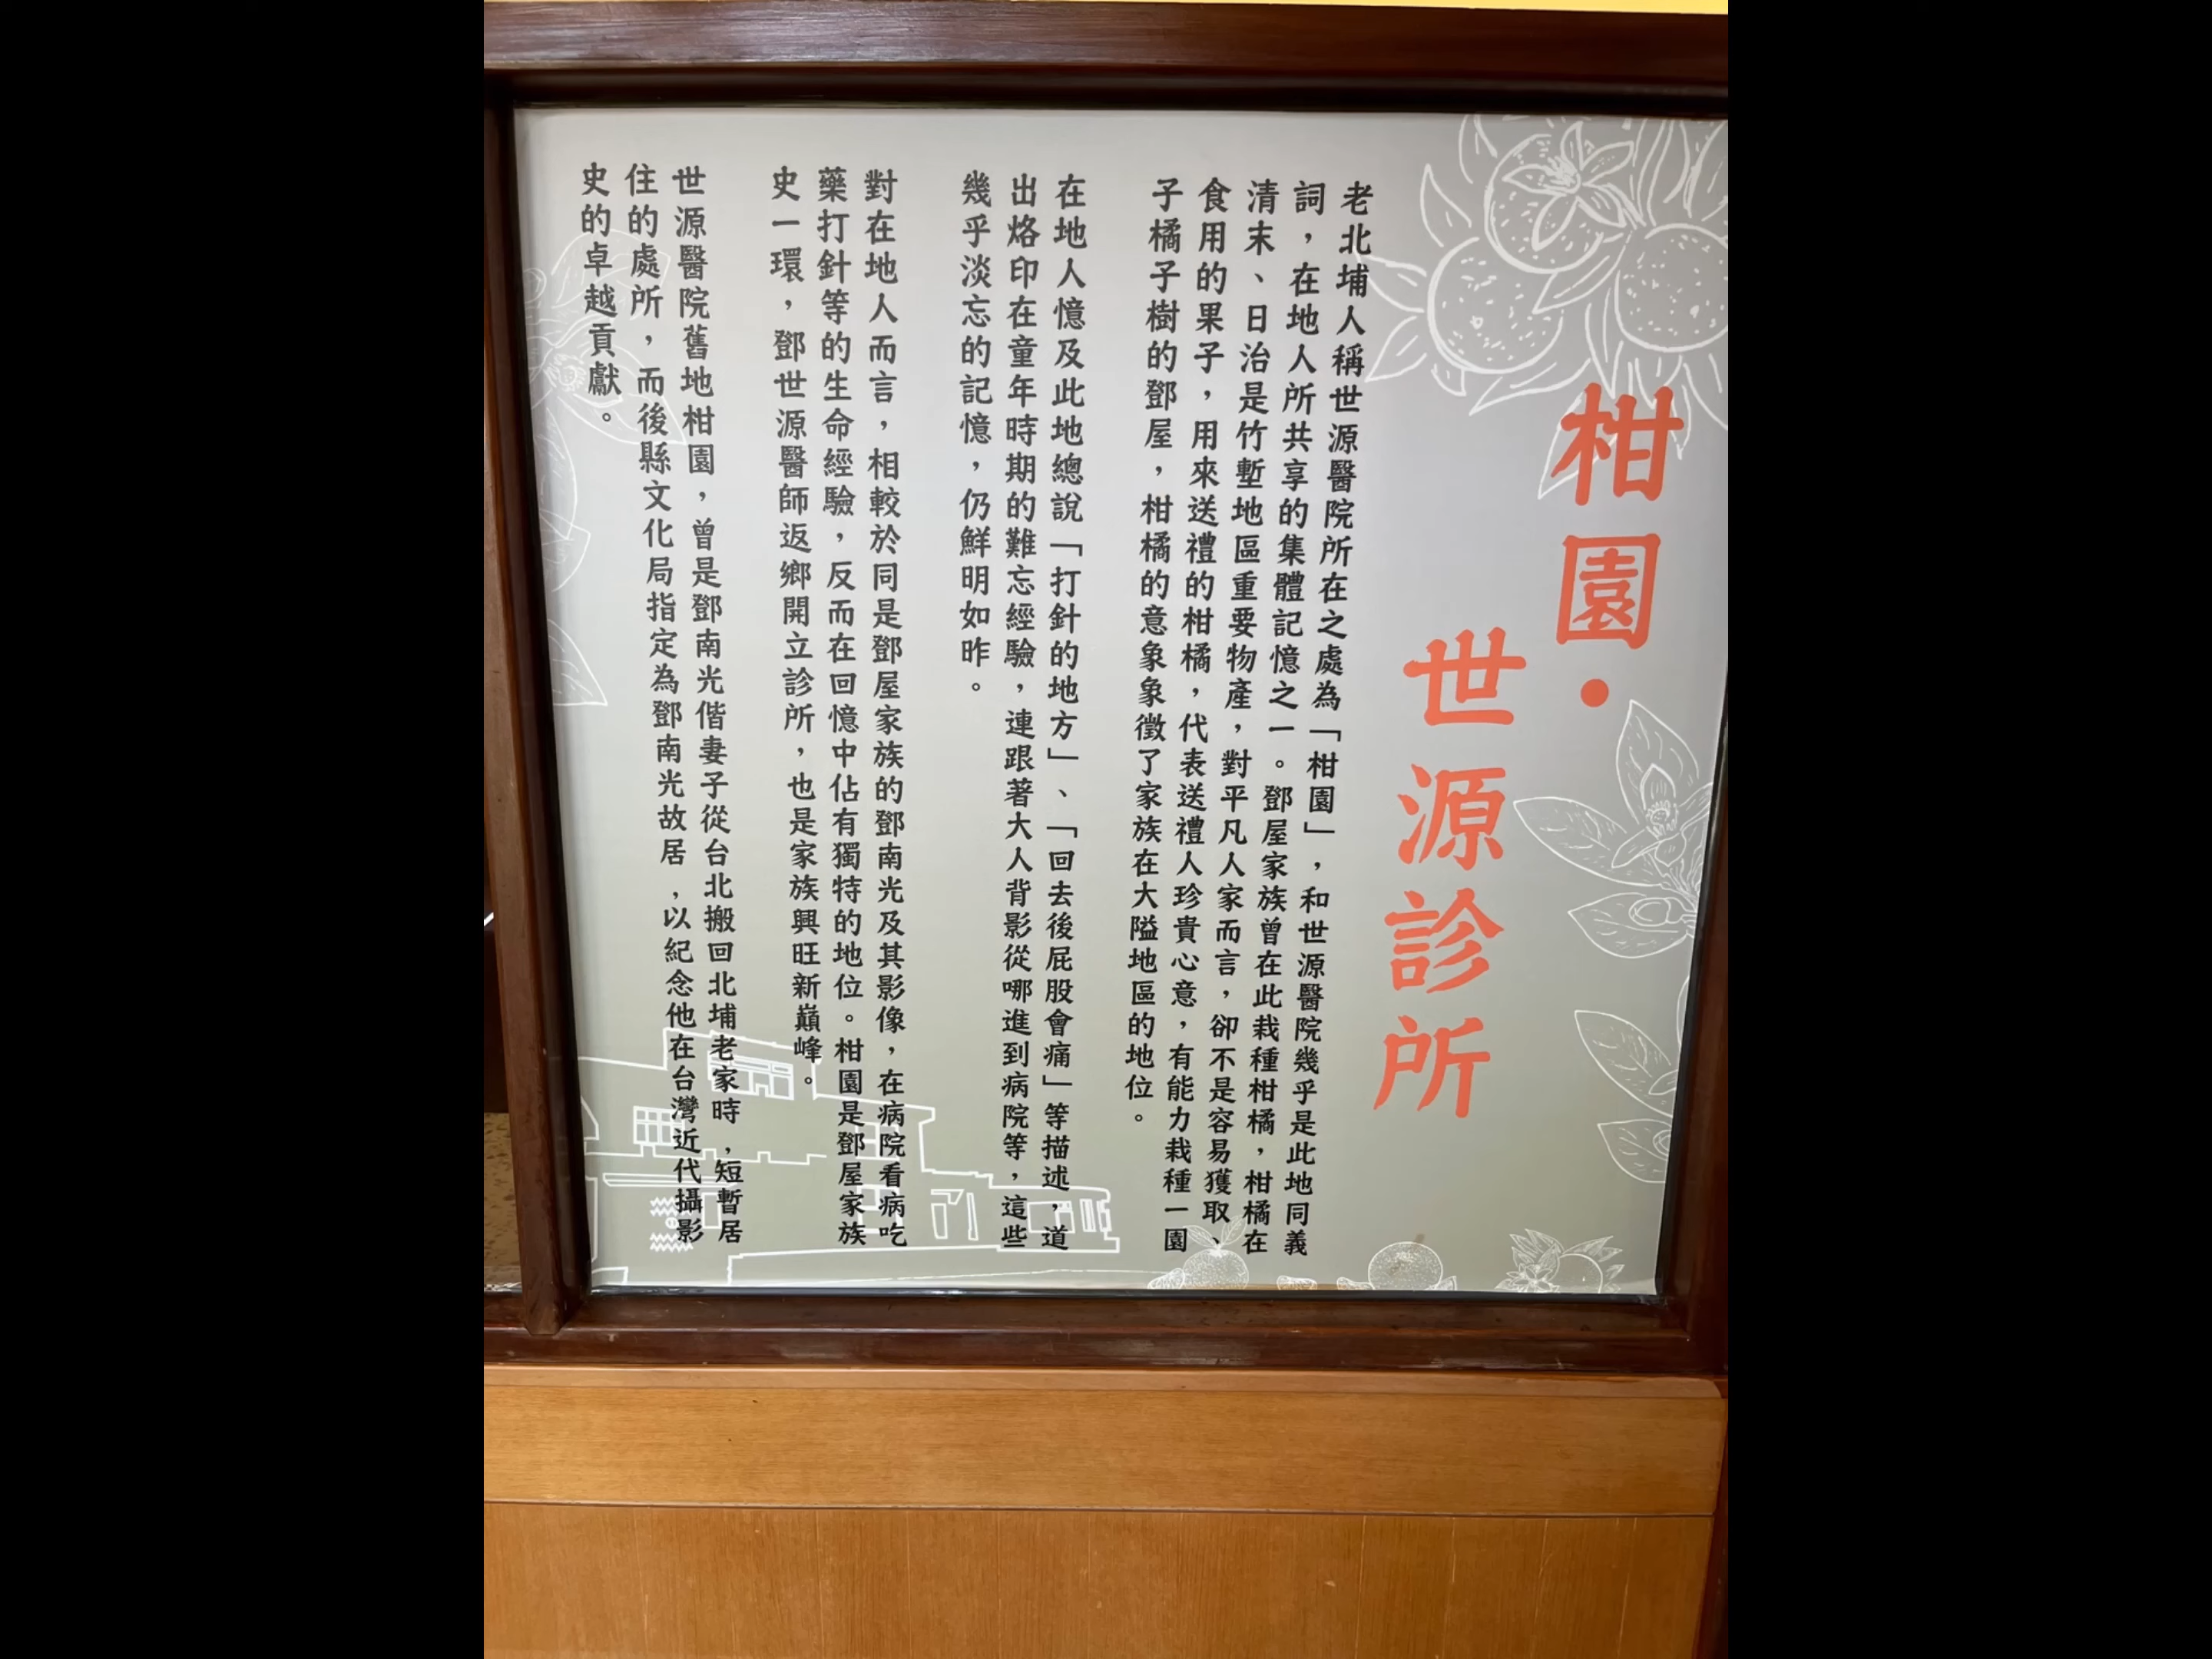 柑園·
世源診所
老北埔人稱世源醫院所在之處為「柑園」，和世源醫院幾乎是此地同義
詞，在地人所共享的集體記憶之一。鄧屋家族曾在此栽種柑橘，柑橘在
清末、日治是竹塹地區重要物產，對平凡人家而言，卻不是容易獲取、
食用的果子，用來送禮的柑橘，代表送禮人珍貴心意，有能力栽種一園
子橘子樹的鄧屋，柑橘的意象象徵了家族在大隘地區的地位。
在地人憶及此地總說「打針的地方」、「回去後屁股會痛」等描述，道
出烙印在童年時期的難忘經驗，連跟著大人背影從哪進到病院等，這些
幾乎淡忘的記憶，仍鮮明如昨。
對在地人而言，相較於同是鄧屋家族的鄧南光及其影像，在病院看病吃
藥打針等的生命經驗，反而在回憶中佔有獨特的地位。柑園是鄧屋家族
史一環，鄧世源醫師返鄉開立診所，也是家族興旺新巔峰。
世源醫院舊地柑園，曾是鄧南光偕妻子從台北搬回北埔老家時，短暫居
住的處所，而後縣文化局指定為鄧南光故居，以紀念他在台灣近代攝影
史的卓越貢獻。